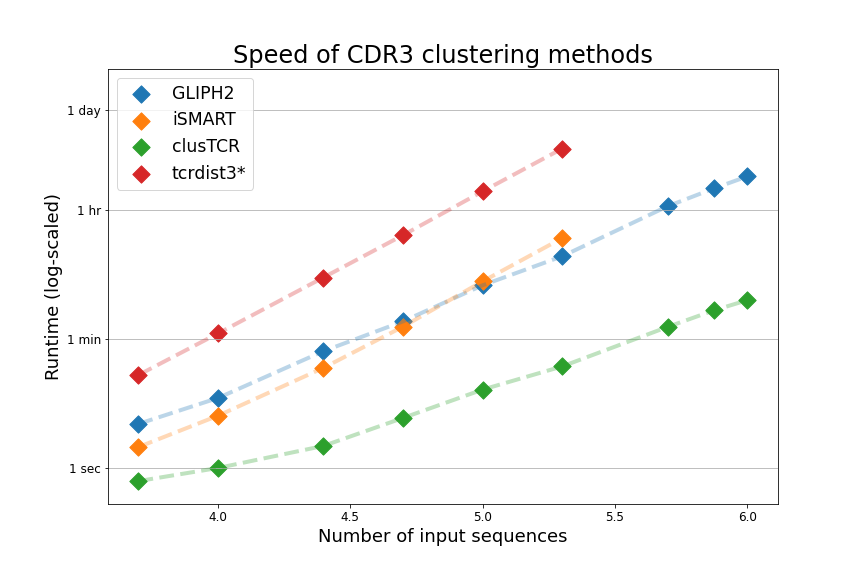 Speed of CDR3 clustering methods
GLIPH2
iSMART
clusTCR
tcrdist3*
1 day
1 hr
1 min
1 sec
Runtime (log-scaled)
4.0
4.5
5.0
5.5
6.0
Number of input sequences